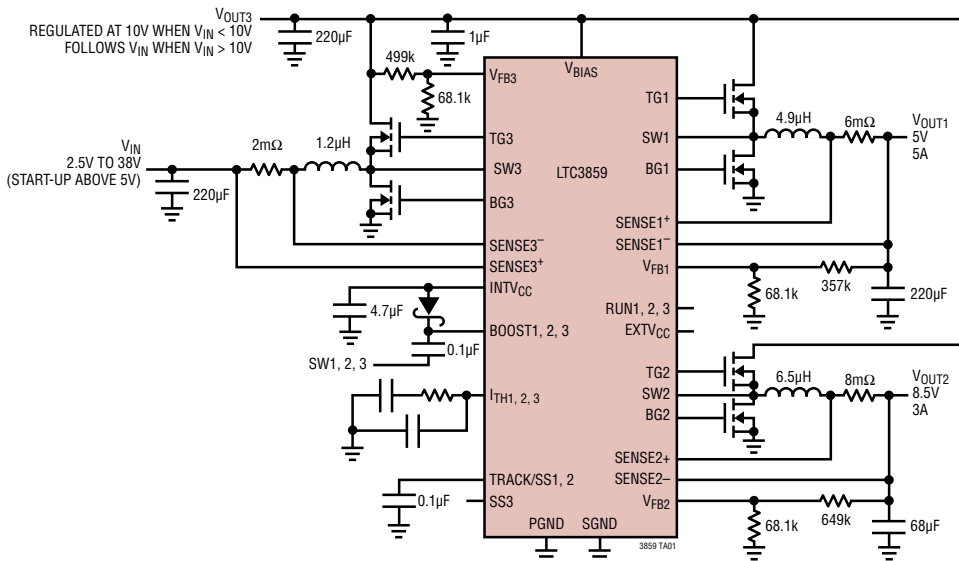 VOUT3
REGULATED AT 10V WHEN VIN < 10V
FOLLOWS VIN WHEN VIN > 10V
220µF
1µF
499k
68.1k
VFB3
VBIAS
TG3
SW3
BG3
SENSE3−
SENSE3+
INTVCC
BOOST1, 2, 3
ITH1, 2, 3
TRACK/SS1, 2
SS3
PGND
SGND
LTC3859
TG1
SW1
BG1
SENSE1+
SENSE1−
VFB1
RUN1, 2, 3
EXTVCC
TG2
SW2
BG2
SENSE2+
SENSE2–
VFB2
VIN
2.5V TO 38V
(START-UP ABOVE 5V)
2mΩ
1.2µH
220µF
4.7µF
0.1µF
SW1, 2, 3
0.1µF
4.9µH
6mΩ
VOUT1
5V
5A
357k
68.1k
220µF
6.5µH
8mΩ
VOUT2
8.5V
3A
649k
68.1k
68µF
3859 TA01